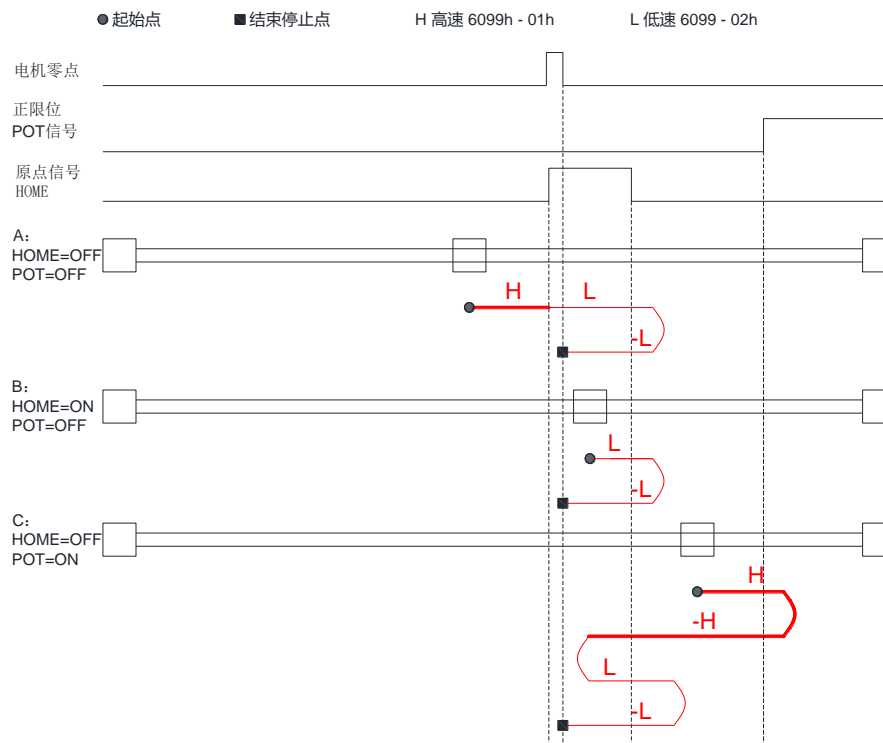 起始点
结束停止点
H 高速 6099h - 01h
L 低速 6099 - 02h
电机零点
正限位
POT信号
原点信号
HOME
A:
HOME=OFF
POT=OFF
H
L
-L
B:
HOME=ON
POT=OFF
L
-L
C:
HOME=OFF
POT=ON
H
-H
L
-L